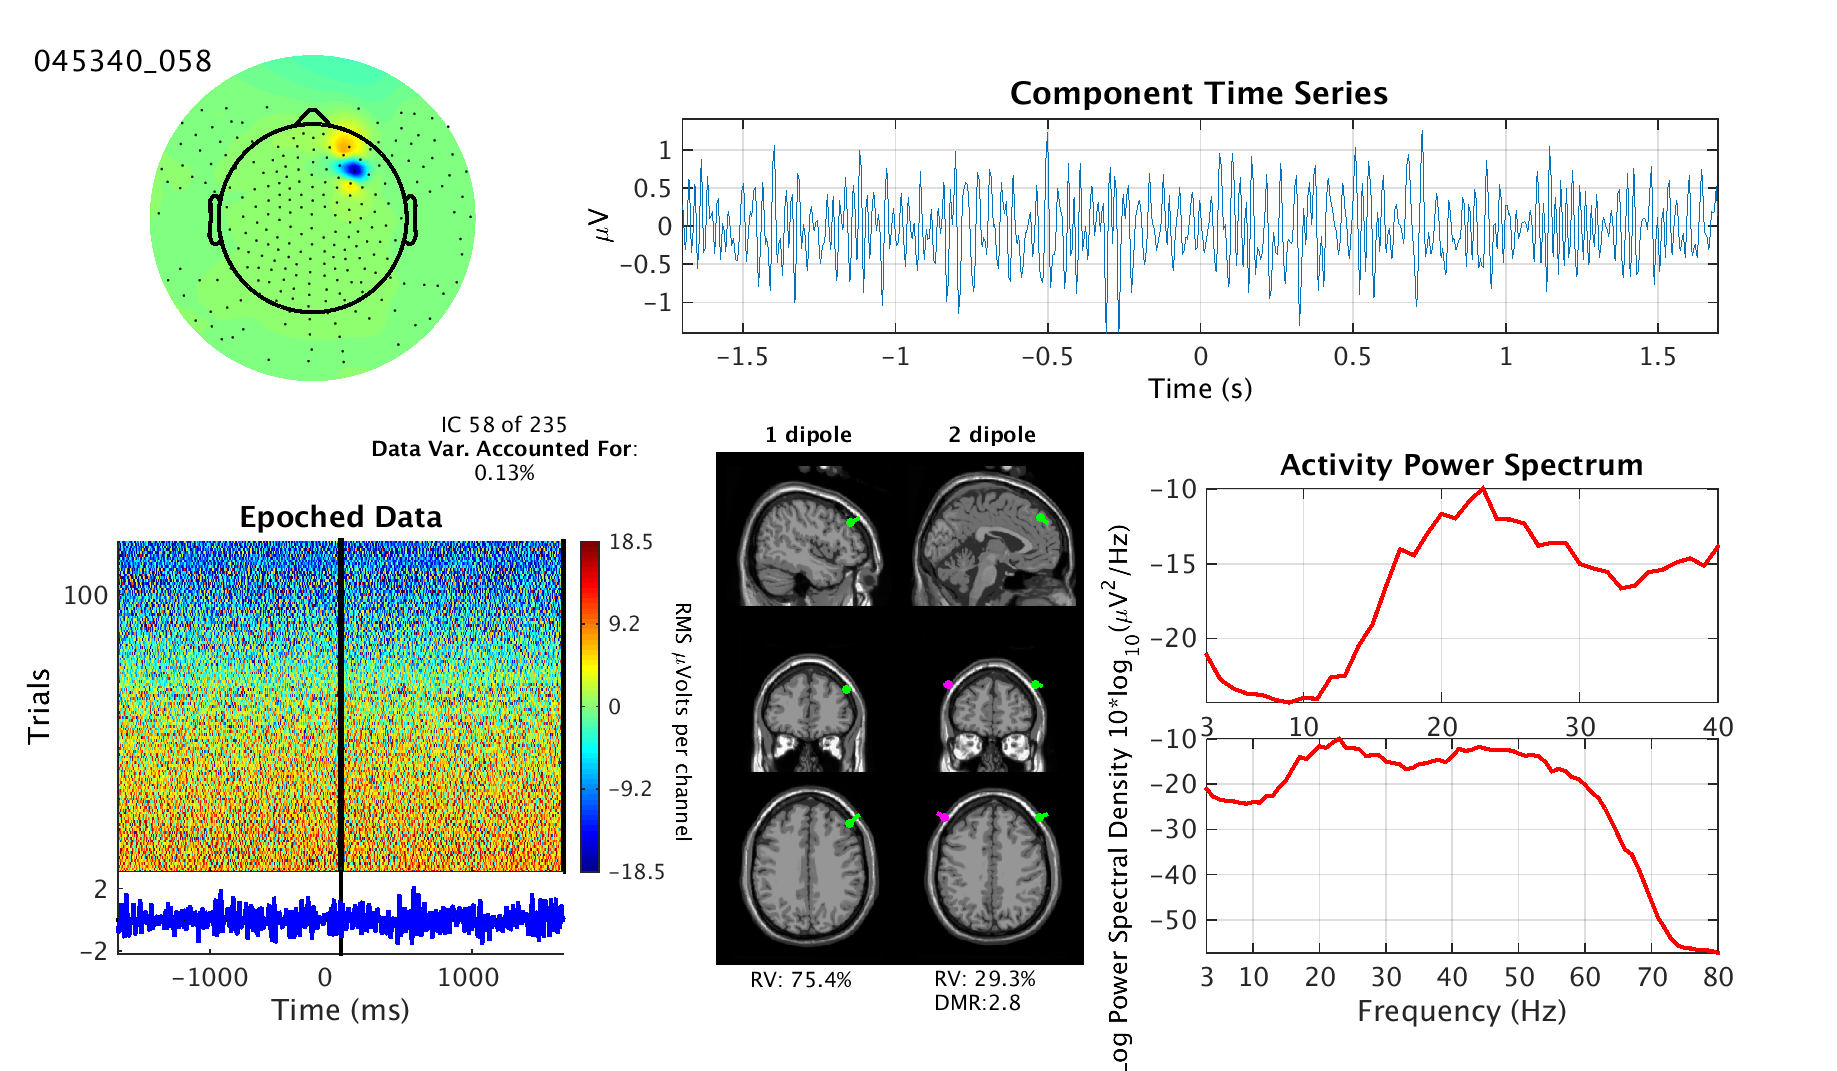 045340_058
Component Time Series
μV
1
0.5
0
−0.5
−1
−1.5 −1 −0.5 0 0.5 1 1.5
Time (s)
IC 58 of 235
Data Var. Accounted For:
0.13%
Epoched Data
Trials
100
18.5
9.2
0
−9.2
−18.5
RMS μVolts per channel
2
−2
−1000 0 1000
Time (ms)
1 dipole 2 dipole
RV: 75.4% RV: 29.3%
DMR:2.8
Activity Power Spectrum
−10
−15
−20
3 10 20 30 40
−10
−20
−30
−40
−50
3 10 20 30 40 50 60 70 80
Frequency (Hz)
Log Power Spectral Density 10*log10(μV2/Hz)